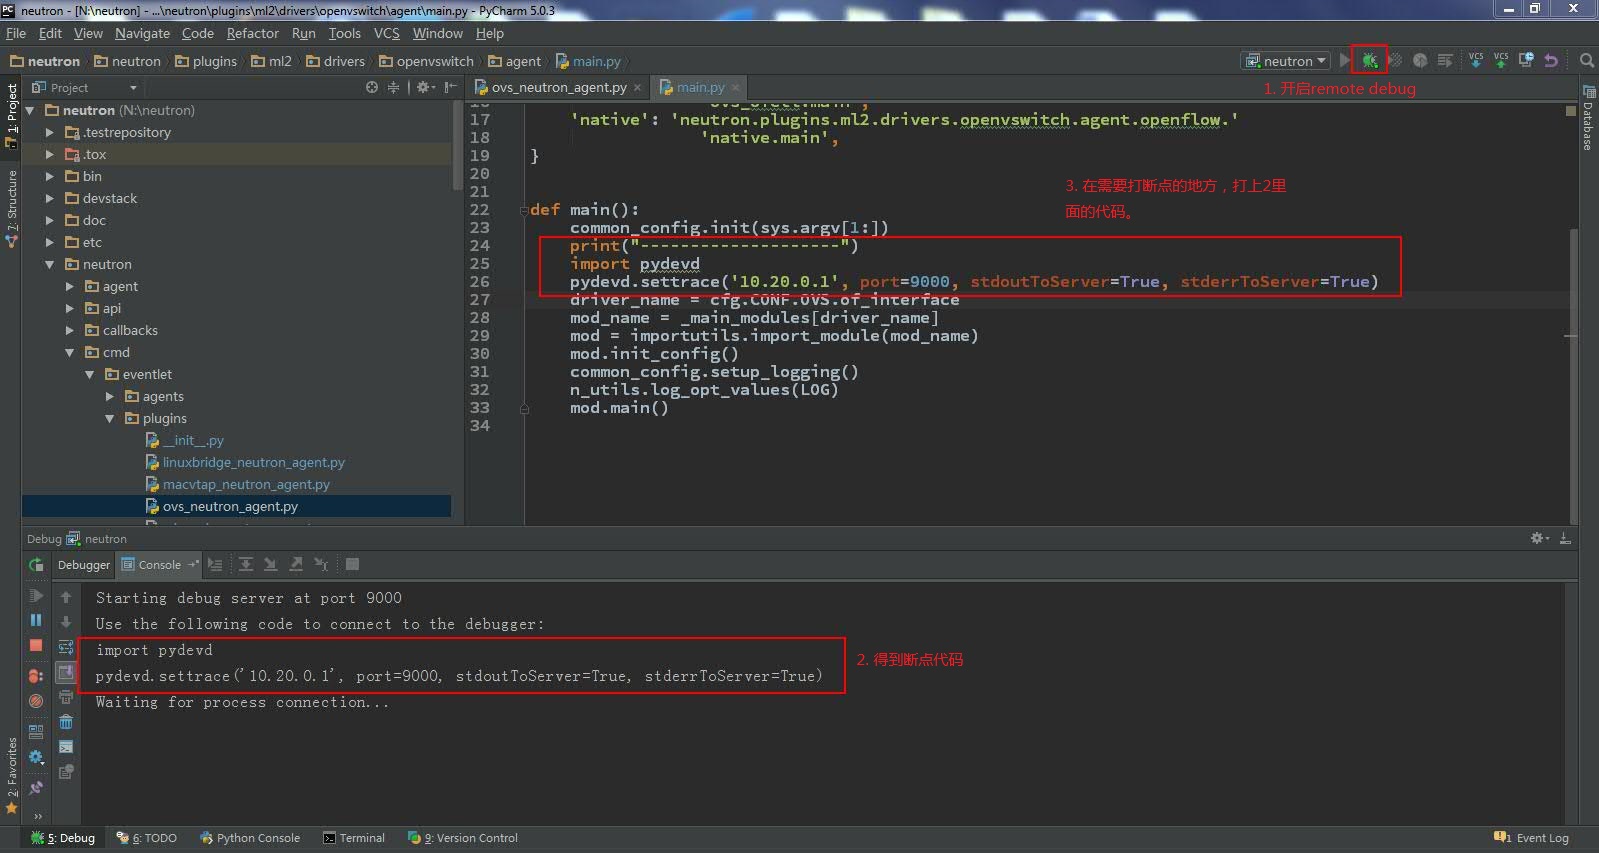 neutron - [N:\neutron] - ...\neutron\plugins\ml2\drivers\openvswitch\agent\main.py - PyCharm 5.0.3
File Edit View Navigate Code Refactor Run Tools VCS Window Help
neutron neutron plugins ml2 drivers openvswitch agent main.py
neutron
VCS VCS
1. 开启remote debug
1: Project
7: Structure
2: Favorites
Database
Project
neutron (N:\neutron)
.testrepository
.tox
bin
devstack
doc
etc
neutron
agent
api
callbacks
cmd
eventlet
agents
plugins
__init__.py
linuxbridge_neutron_agent.py
macvtap_neutron_agent.py
ovs_neutron_agent.py
ovs_neutron_agent.py main.py
17 'native': 'neutron.plugins.ml2.drivers.openvswitch.agent.openflow.'
18 'native.main',
19 }
20
21
22 def main():
23 common_config.init(sys.argv[1:])
24 print("--------------------")
25 import pydevd
26 pydevd.settrace('10.20.0.1', port=9000, stdoutToServer=True, stderrToServer=True)
27 driver_name = cfg.CONF.OVS.of_interface
28 mod_name = _main_modules[driver_name]
29 mod = importutils.import_module(mod_name)
30 mod.init_config()
31 common_config.setup_logging()
32 n_utils.log_opt_values(LOG)
33 mod.main()
34
3. 在需要打断点的地方，打上2里
面的代码。
Debug neutron
Debugger Console
Starting debug server at port 9000
Use the following code to connect to the debugger:
import pydevd
pydevd.settrace('10.20.0.1', port=9000, stdoutToServer=True, stderrToServer=True)
Waiting for process connection...
2. 得到断点代码
5: Debug 6: TODO Python Console Terminal 9: Version Control
1 Event Log